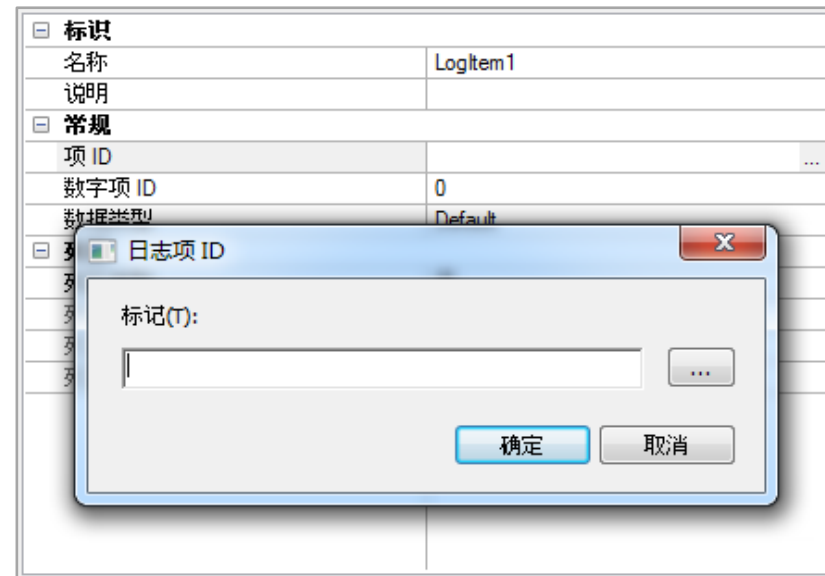 标识
名称 LogItem1
说明
常规
项 ID ...
数字项 ID 0
数据类型 Default
日志项 ID
标记(T):
...
确定 取消